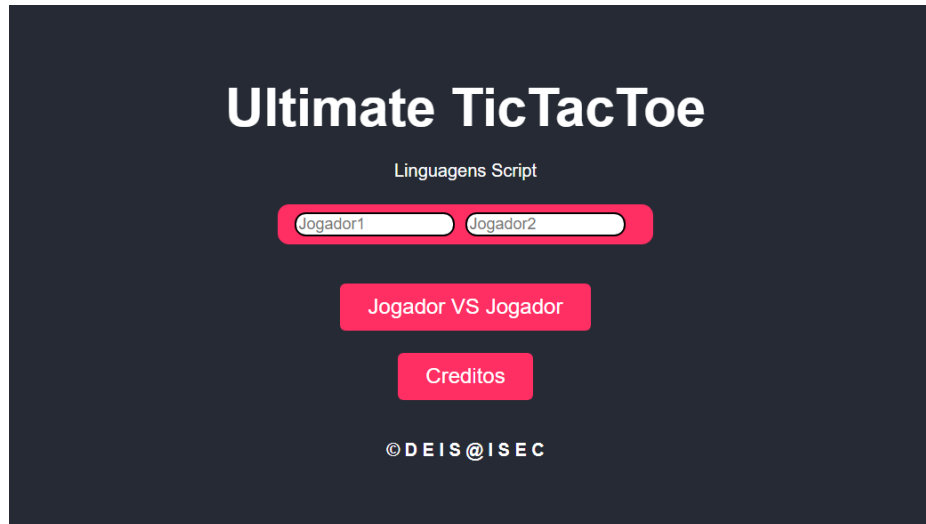 Ultimate TicTacToe
Linguagens Script
Jogador1 Jogador2
Jogador VS Jogador
Creditos
©DEIS@ISEC